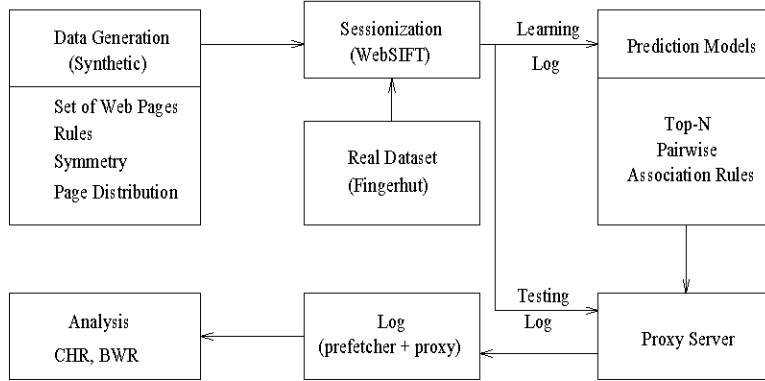 Data Generation
(Synthetic)
Set of Web Pages
Rules
Symmetry
Page Distribution
Sessionization
(WebSIFT)
Real Dataset
(Fingerhut)
Learning
Log
Prediction Models
Top-N
Pairwise
Association Rules
Testing
Log
Proxy Server
Log
(prefetcher + proxy)
Analysis
CHR, BWR